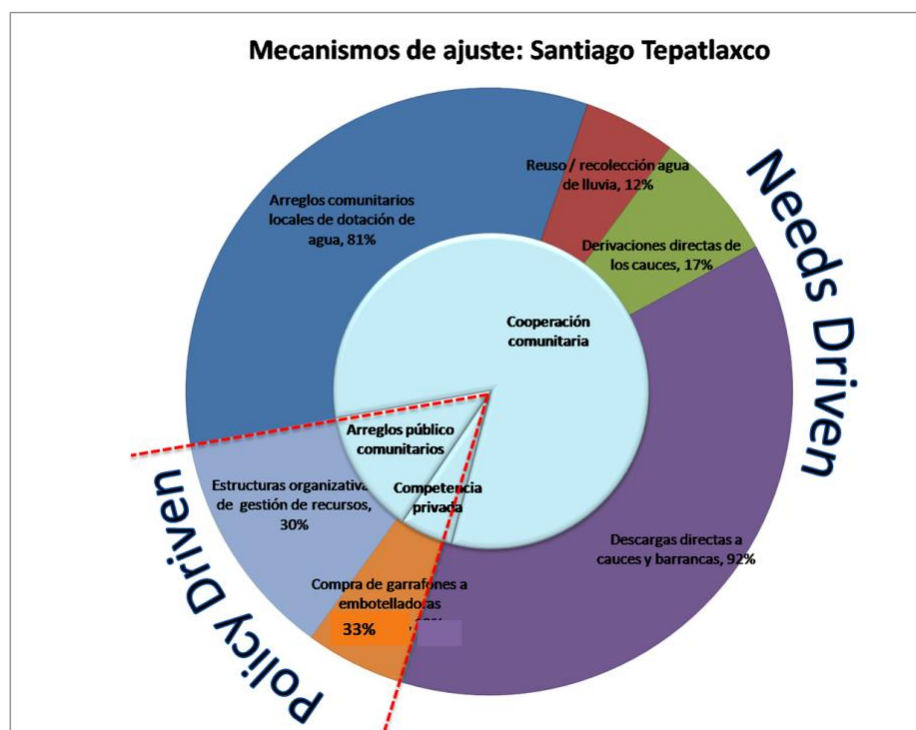 Mecanismos de ajuste: Santiago Tepatlaxco
Reuso / recolección agua
de lluvia, 12%
Arreglos comunitarios
locales de dotación de
agua, 81%
Derivaciones directas de
los cauces, 17%
Needs Driven
Cooperación
comunitaria
Arreglos público
comunitarios
Competencia
privada
Estructuras organizativa
de gestión de recursos,
30%
Descargas directas a
cauces y barrancas, 92%
Compra de garrafones a
embotelladoras
33%
Policy Driven